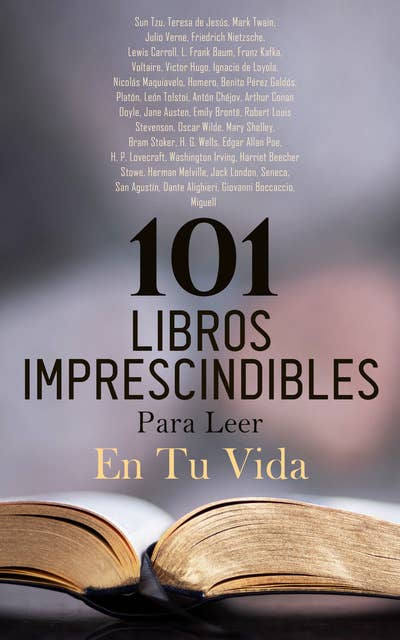 Sun Tzu, Teresa de Jesús, Mark Twain,
Julio Verne, Friedrich Nietzsche,
Lewis Carroll, L. Frank Baum, Franz Kafka,
Voltaire, Victor Hugo, Ignacio de Loyola,
Nicolás Maquiavelo, Homero, Benito Pérez Galdós,
Platón, León Tolstoi, Antón Chéjov, Arthur Conan
Doyle, Jane Austen, Emily Brontë, Robert Louis
Stevenson, Oscar Wilde, Mary Shelley,
Bram Stoker, H. G. Wells, Edgar Allan Poe,
H. P. Lovecraft, Washington Irving, Harriet Beecher
Stowe, Herman Melville, Jack London, Seneca,
San Agustín, Dante Alighieri, Giovanni Boccaccio,
Miguell
101
LIBROS
IMPRESCINDIBLES
Para Leer
En Tu Vida